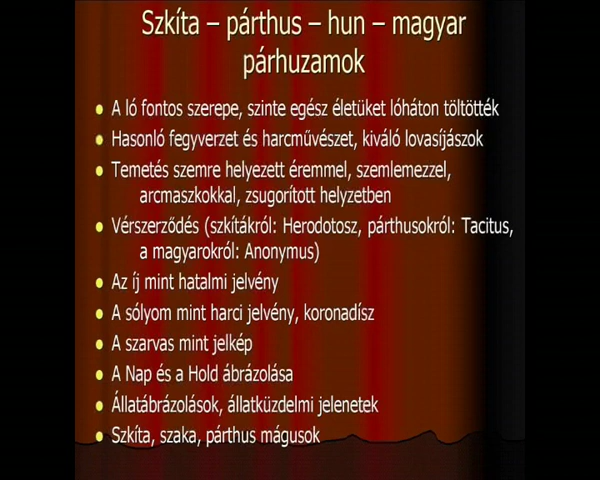 Szkíta – párthus – hun – magyar
párhuzamok
A ló fontos szerepe, szinte egész életüket lóháton töltötték
Hasonló fegyverzet és harcművészet, kiváló lovasíjászok
Temetés szemre helyezett éremmel, szemlemezzel,
arcmaszkokkal, zsugorított helyzetben
Vérszerződés (szkítákról: Herodotosz, párthusokról: Tacitus,
a magyarokról: Anonymus)
Az íj mint hatalmi jelvény
A sólyom mint harci jelvény, koronadísz
A szarvas mint jelkép
A Nap és a Hold ábrázolása
Állatábrázolások, állatküzdelmi jelenetek
Szkíta, szaka, párthus mágusok